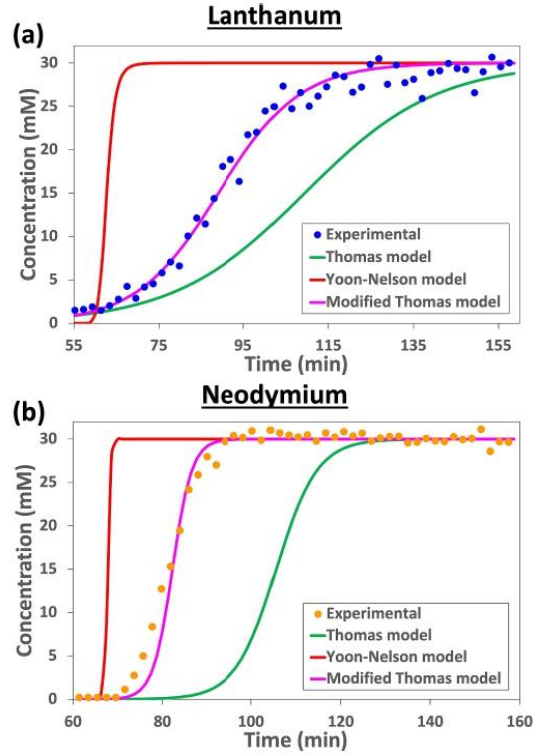 Lanthanum
(a)
Concentration (mM)
35
30
25
20
15
10
5
0
Experimental
Thomas model
Yoon-Nelson model
Modified Thomas model
55 75 95 115 135 155
Time (min)
Neodymium
(b)
Concentration (mM)
35
30
25
20
15
10
5
0
Experimental
Thomas model
Yoon-Nelson model
Modified Thomas model
60 80 100 120 140 160
Time (min)